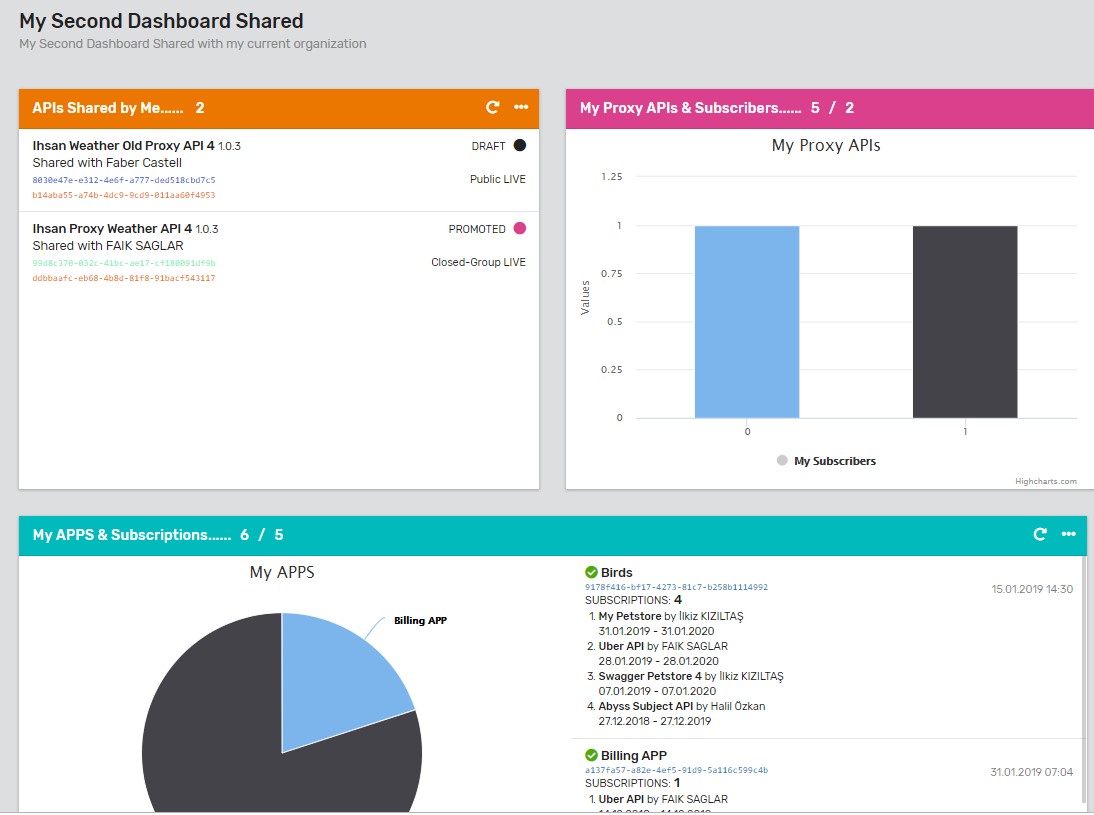 My Second Dashboard Shared
My Second Dashboard Shared with my current organization
APIs Shared by Me...... 2
Ihsan Weather Old Proxy API 4 1.0.3
DRAFT
Shared with Faber Castell
8030e47e-e312-4e6f-a777-ded518cbd7c5
Public LIVE
b14aba55-a74b-4dc9-9cd9-011aa60f4953
Ihsan Proxy Weather API 4 1.0.3
PROMOTED
Shared with FAIK SAGLAR
99d8c370-032c-41bc-ae17-cf180091df0b
Closed-Group LIVE
ddbbaafc-eb68-4b8d-81f8-91bacf543117
My Proxy APIs & Subscribers...... 5 / 2
My Proxy APIs
1.25
1
0.75
0.5
0.25
0
Values
0
1
My Subscribers
Highcharts.com
My APPS & Subscriptions...... 6 / 5
My APPS
Billing APP
Birds
9178f416-bf17-4273-81c7-b258b1114992
15.01.2019 14:30
SUBSCRIPTIONS: 4
1. My Petstore by İlkiz KIZILTAŞ
31.01.2019 - 31.01.2020
2. Uber API by FAIK SAGLAR
28.01.2019 - 28.01.2020
3. Swagger Petstore 4 by İlkiz KIZILTAŞ
07.01.2019 - 07.01.2020
4. Abyss Subject API by Halil Özkan
27.12.2018 - 27.12.2019
Billing APP
a137fa57-a82e-4ef5-91d9-5a116c599c4b
31.01.2019 07:04
SUBSCRIPTIONS: 1
1. Uber API by FAIK SAGLAR